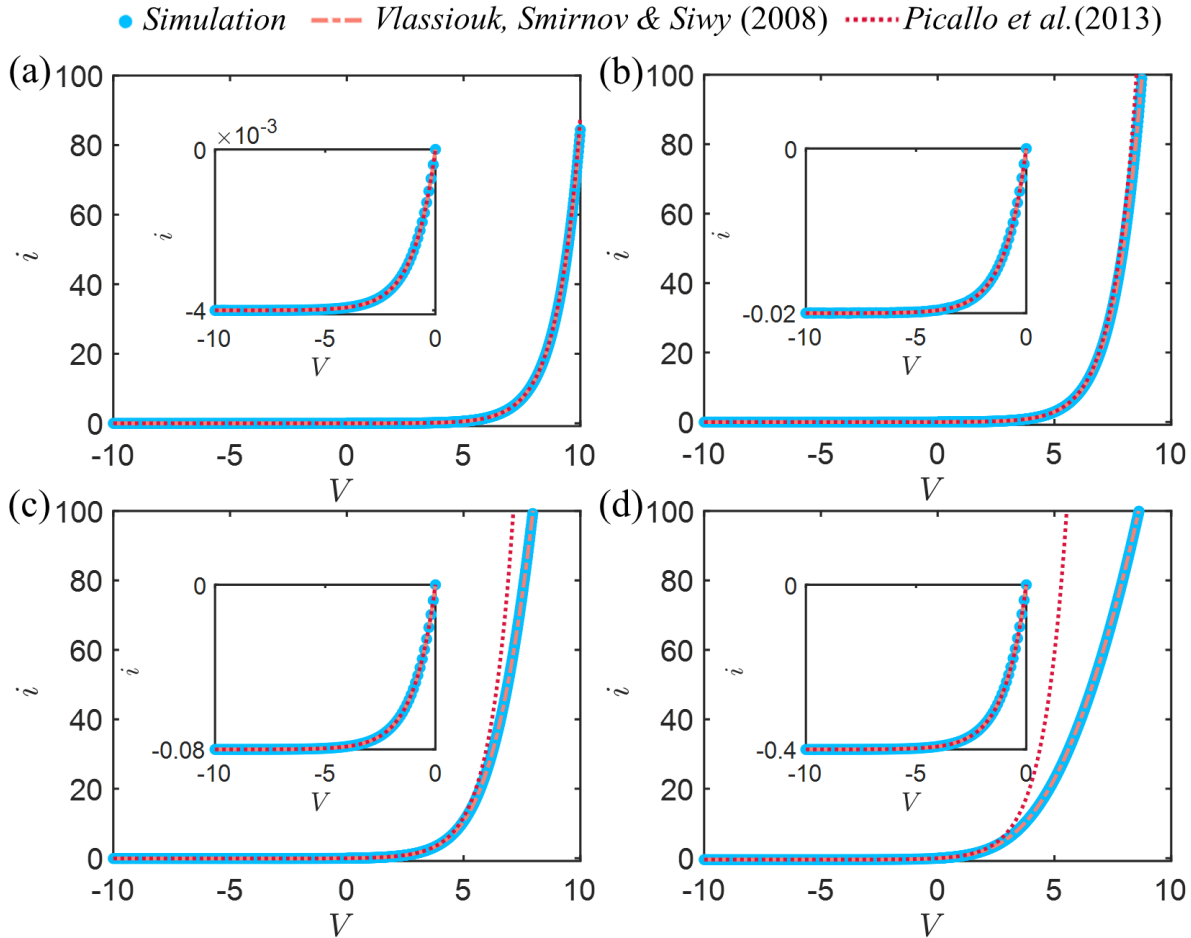 Simulation Vlassiouk, Smirnov & Siwy (2008) Picallo et al.(2013)
(a) (b)
100
80
60
40
20
0
i
-10 -5 0 5 10
V
0 ×10⁻³
-4
i
-10 -5 0
V
100
80
60
40
20
0
i
-10 -5 0 5 10
V
0
-0.02
i
-10 -5 0
V
(c) (d)
100
80
60
40
20
0
i
-10 -5 0 5 10
V
0
-0.08
i
-10 -5 0
V
100
80
60
40
20
0
i
-10 -5 0 5 10
V
0
-0.4
i
-10 -5 0
V